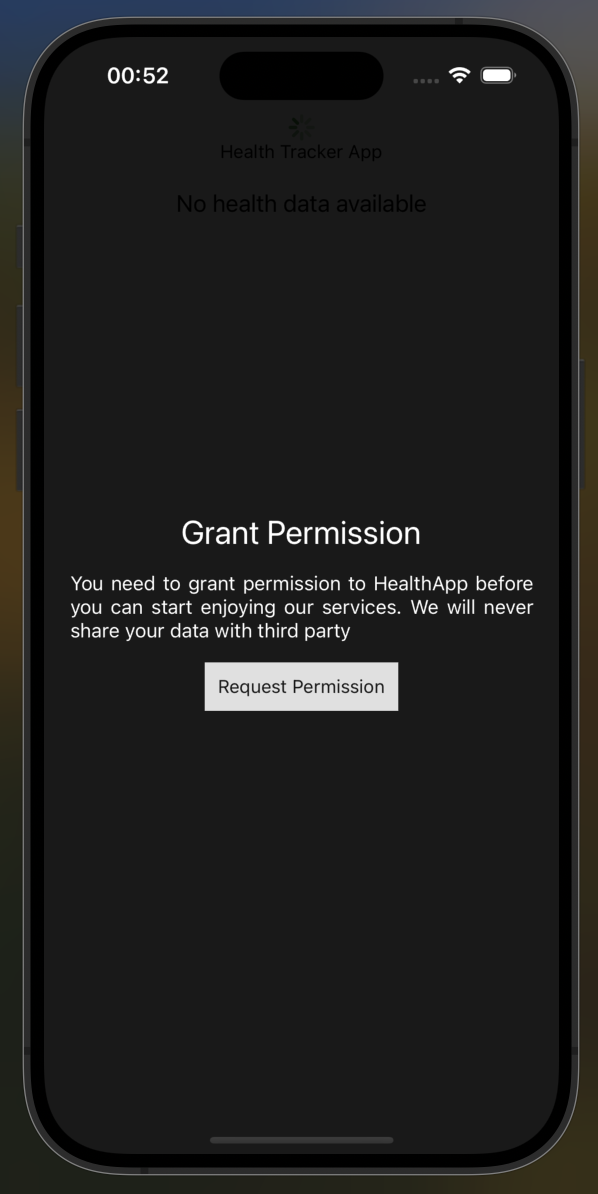 00:52
Health Tracker App
No health data available
Grant Permission
You need to grant permission to HealthApp before
you can start enjoying our services. We will never
share your data with third party
Request Permission